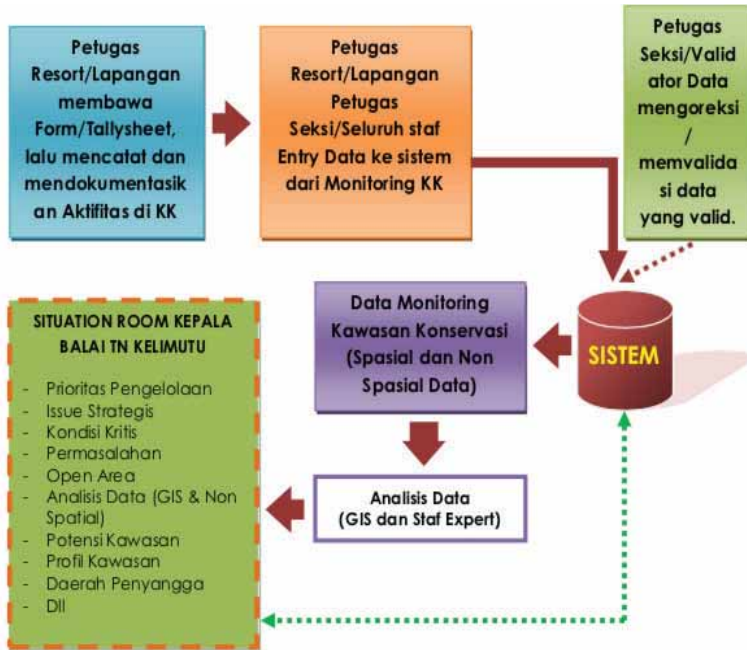 Petugas
Resort/Lapangan
membawa
Form/Tallysheet,
lalu mencatat dan
mendokumentasik
an Aktifitas di KK
Petugas
Resort/Lapangan
Petugas
Seksi/Seluruh staf
Entry Data ke sistem
dari Monitoring KK
Petugas
Seksi/Valid
ator Data
mengoreksi
/
memvalida
si data
yang valid.
SISTEM
Data Monitoring
Kawasan Konservasi
(Spasial dan Non
Spasial Data)
Analisis Data
(GIS dan Staf Expert)
SITUATION ROOM KEPALA
BALAI TN KELIMUTU
- Prioritas Pengelolaan
- Issue Strategis
- Kondisi Kritis
- Permasalahan
- Open Area
- Analisis Data (GIS & Non
Spatial)
- Potensi Kawasan
- Profil Kawasan
- Daerah Penyangga
- Dll